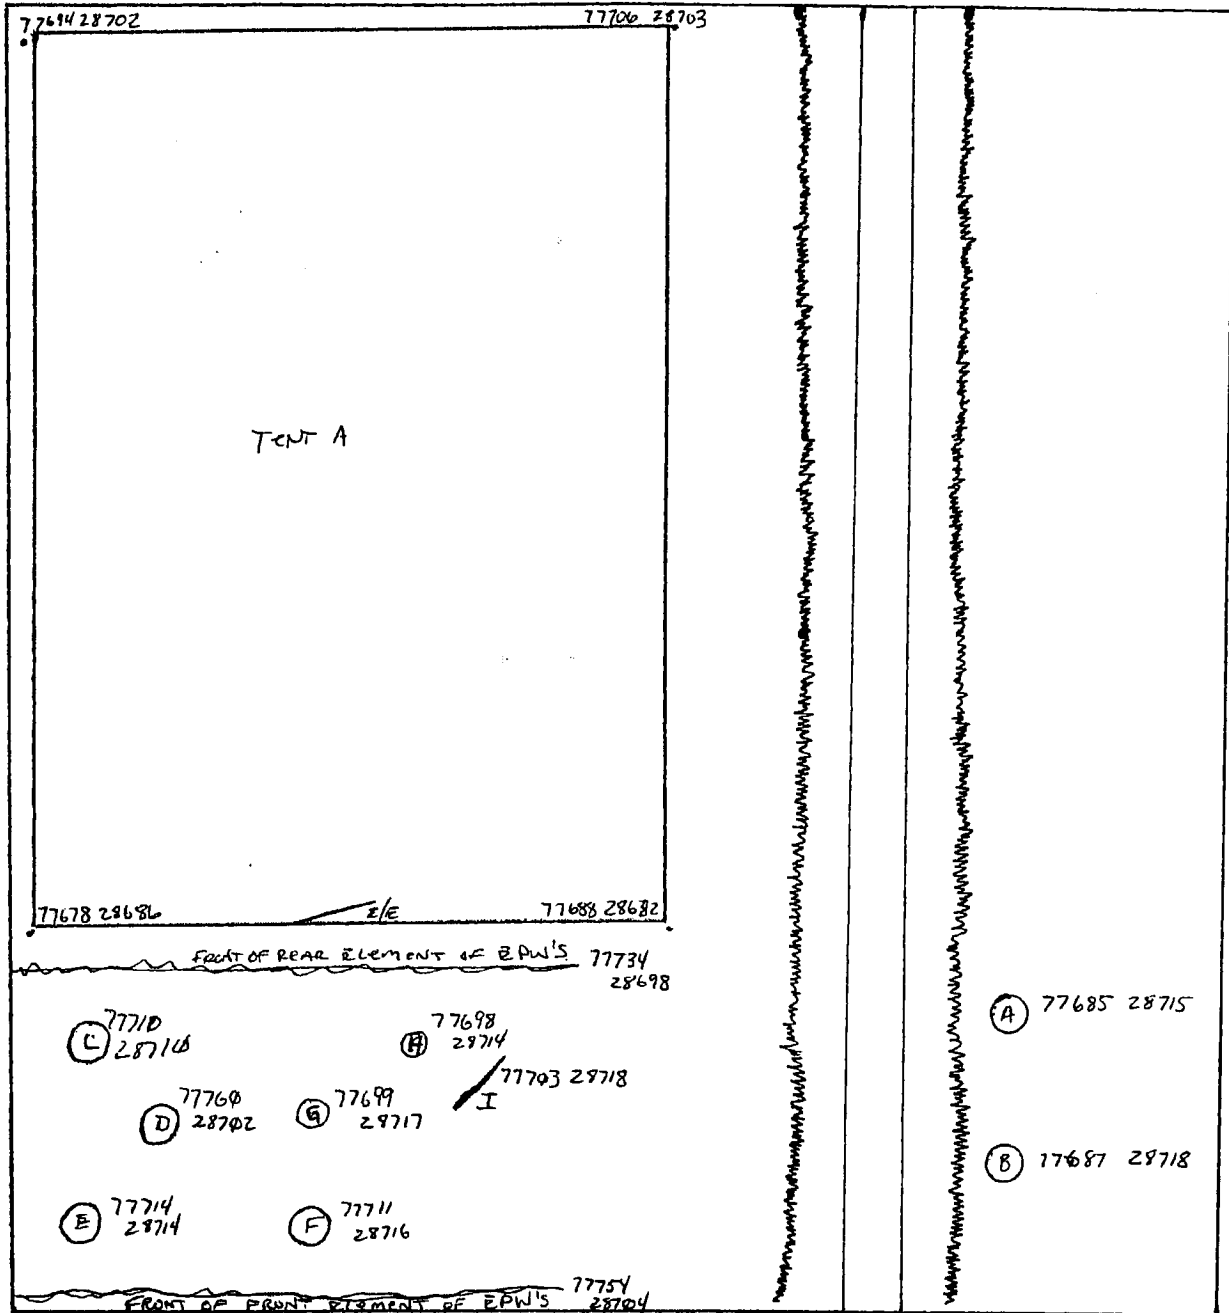 77694 28702
77706 28703
TENT A
77678 28686
E/E
77688 28682
FRONT OF REAR ELEMENT OF EPW'S
77734
28698
C
77710
28710
H
77698
28714
I
77703 28718
D
77760
28702
G
77699
28717
E
77714
28714
F
77711
28716
FRONT OF FRONT ELEMENT OF EPW'S
77754
28704
A 77685 28715
B 77687 28718